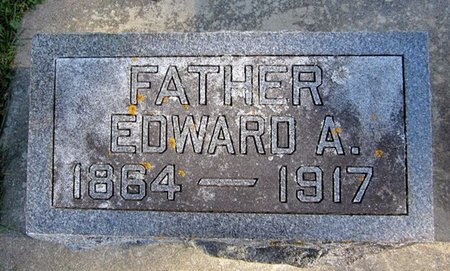 FATHER
EDWARD A.
1864 — 1917